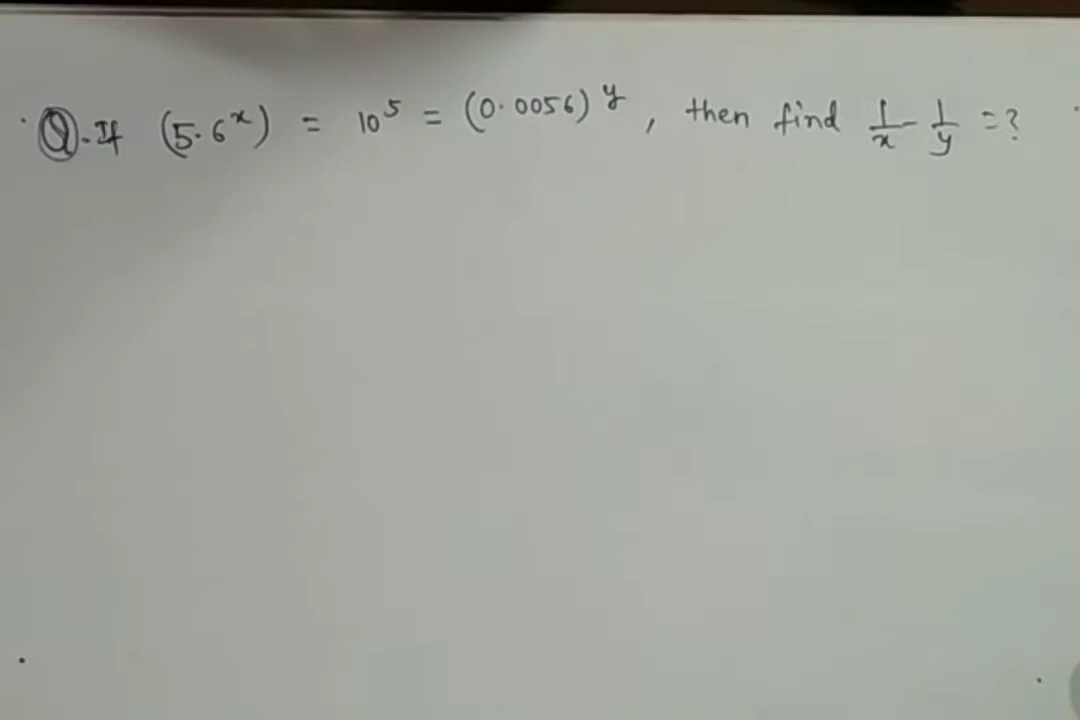 Q.If (5.6^x) = 10^5 = (0.0056)^y, then find 1/x - 1/y = ?